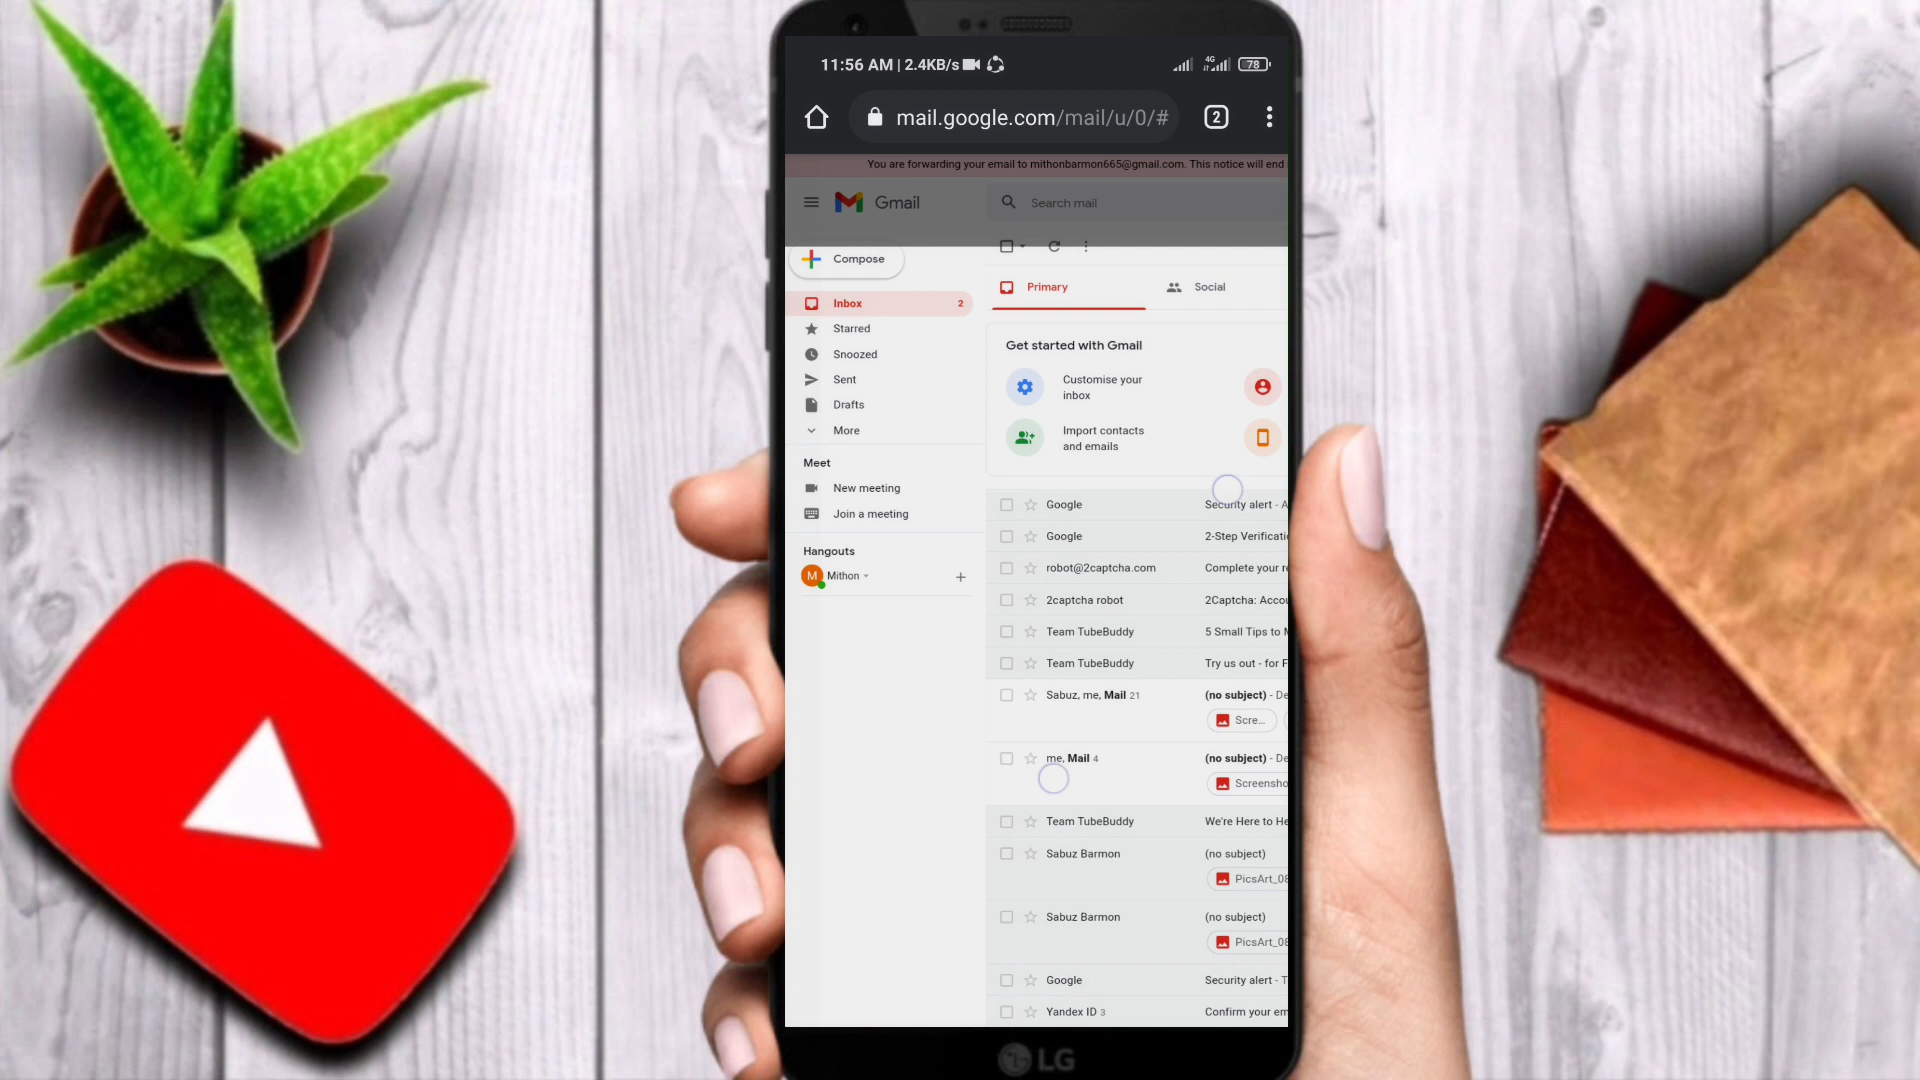 11:56 AM | 2.4KB/s
4G
78
mail.google.com/mail/u/0/#
2
You are forwarding your email to mithonbarmon665@gmail.com. This notice will end
Gmail
Search mail
Compose
Primary
Social
Inbox 2
Starred
Snoozed
Sent
Drafts
More
Meet
New meeting
Join a meeting
Hangouts
M Mithon
Get started with Gmail
Customise your
inbox
Import contacts
and emails
Google Security alert - A
Google 2-Step Verificati
robot@2captcha.com Complete your re
2captcha robot 2Captcha: Accou
Team TubeBuddy 5 Small Tips to M
Team TubeBuddy Try us out - for F
Sabuz, me, Mail 21 (no subject) - De
Scre...
me, Mail 4 (no subject) - De
Screensho
Team TubeBuddy We're Here to He
Sabuz Barmon (no subject)
PicsArt_08
Sabuz Barmon (no subject)
PicsArt_08
Google Security alert - T
Yandex ID 3 Confirm your em
LG